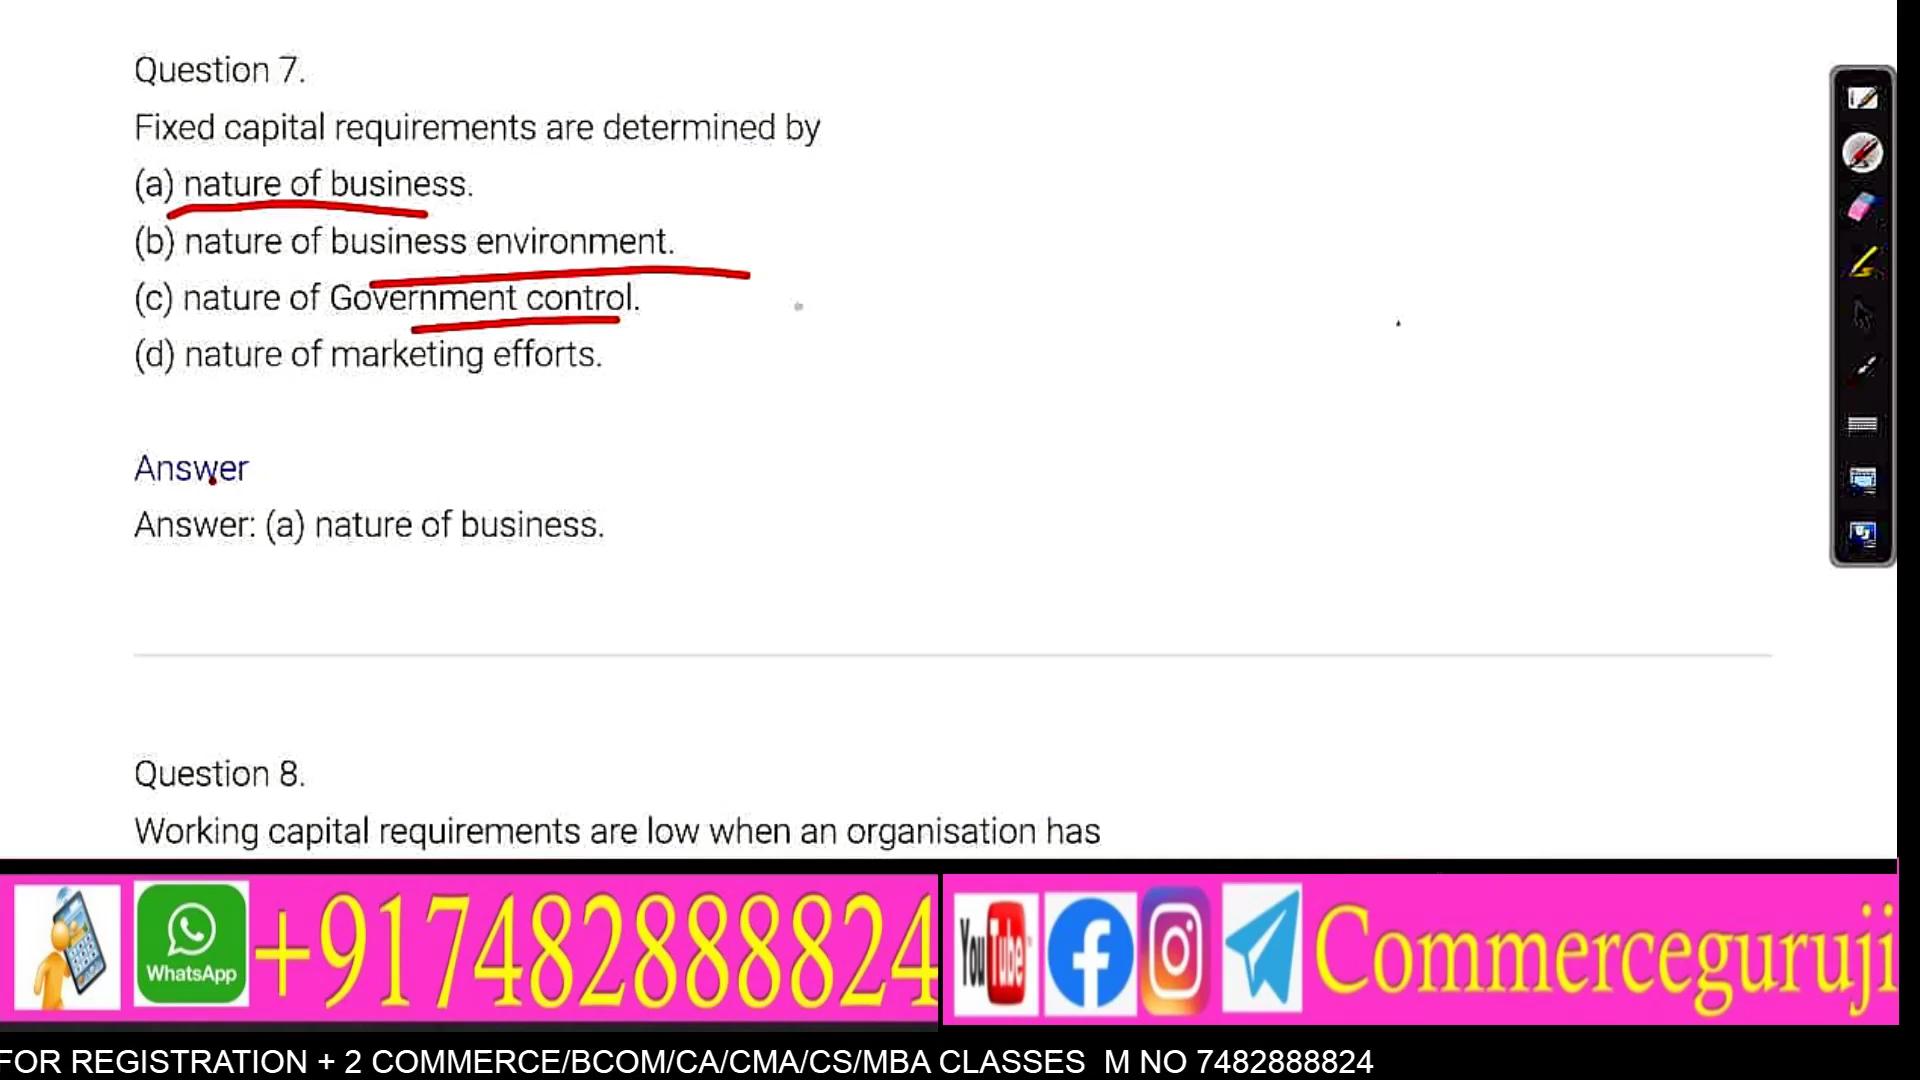 Question 7.
Fixed capital requirements are determined by
(a) nature of business.
(b) nature of business environment.
(c) nature of Government control.
(d) nature of marketing efforts.
Answer
Answer: (a) nature of business.
Question 8.
Working capital requirements are low when an organisation has
WhatsApp
+917482888824
YouTube
Commerceguruji
FOR REGISTRATION + 2 COMMERCE/BCOM/CA/CMA/CS/MBA CLASSES M NO 7482888824